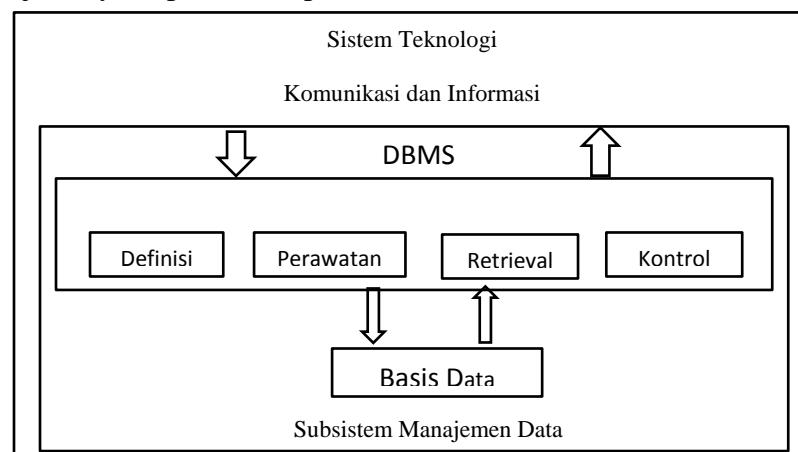 Sistem Teknologi
Komunikasi dan Informasi
DBMS
Definisi
Perawatan
Retrieval
Kontrol
Basis Data
Subsistem Manajemen Data